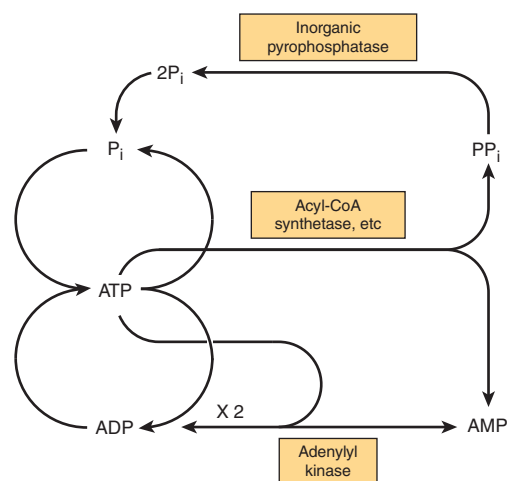 Inorganic
pyrophosphatase
2Pi
Pi
PPi
Acyl-CoA
synthetase, etc
ATP
X 2
ADP
AMP
Adenylyl
kinase